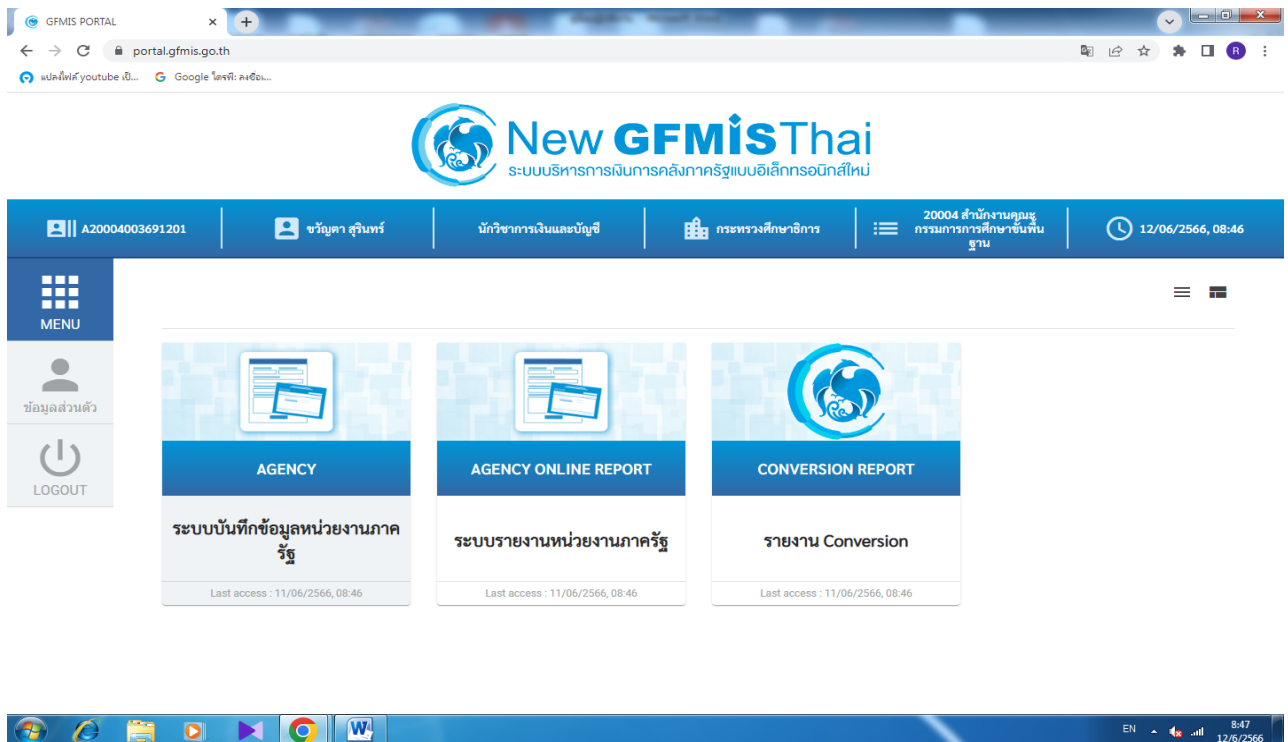 GFMIS PORTAL
portal.gfmis.go.th
R
แปลงไฟล์ youtube เป็...
Google ไดรฟ์: ลงชื่อเ...
New GFMIS Thai
ระบบบริหารการเงินการคลังภาครัฐแบบอิเล็กทรอนิกส์ใหม่
A20004003691201
ขวัญตา สุรินทร์
นักวิชาการเงินและบัญชี
กระทรวงศึกษาธิการ
20004 สำนักงานคุณะ
กรรมการการศึกษาขั้นพื้น
ฐาน
12/06/2566, 08:46
MENU
ข้อมูลส่วนตัว
LOGOUT
AGENCY
ระบบบันทึกข้อมูลหน่วยงานภาค
รัฐ
Last access : 11/06/2566, 08:46
AGENCY ONLINE REPORT
ระบบรายงานหน่วยงานภาครัฐ
Last access : 11/06/2566, 08:46
CONVERSION REPORT
รายงาน Conversion
Last access : 11/06/2566, 08:46
EN
8:47
12/6/2566